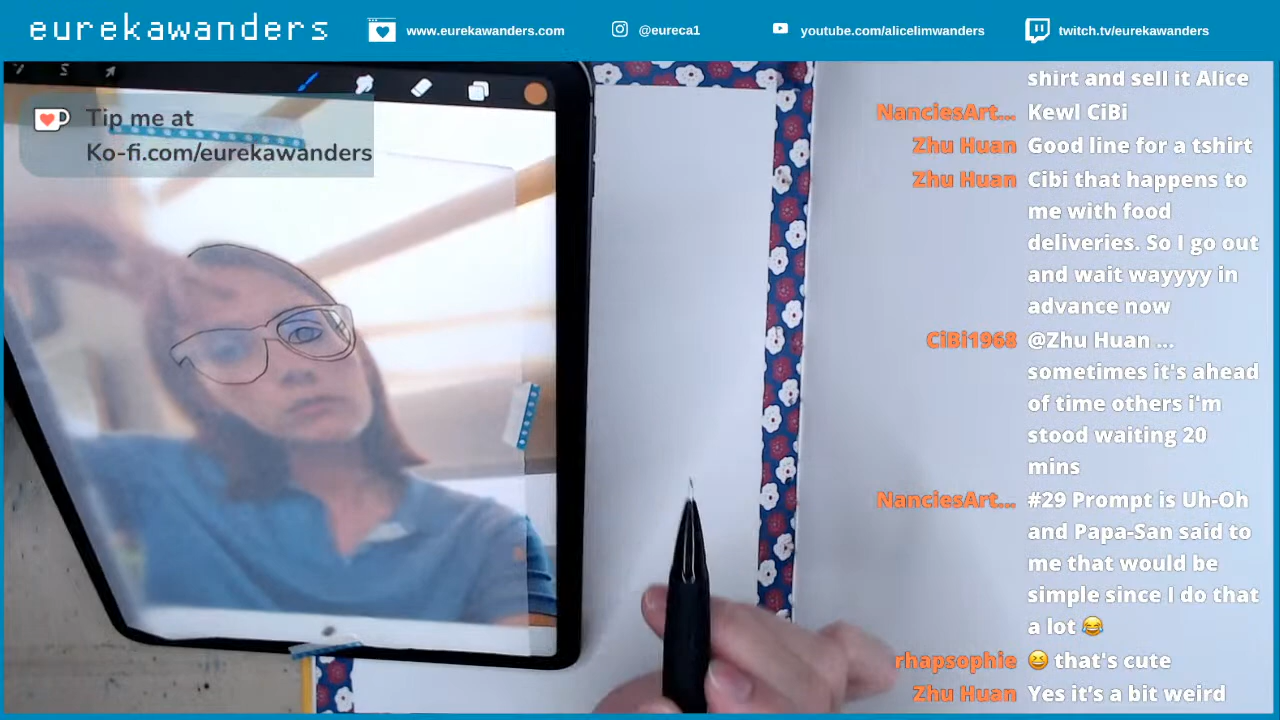 eurekawanders
www.eurekawanders.com
@eureca1
youtube.com/alicelimwanders
twitch.tv/eurekawanders
Tip me at
Ko-fi.com/eurekawanders
shirt and sell it Alice
NanciesArt... Kewl CiBi
Zhu Huan Good line for a tshirt
Zhu Huan Cibi that happens to
me with food
deliveries. So I go out
and wait wayyyy in
advance now
CiBi1968 @Zhu Huan ...
sometimes it's ahead
of time others i'm
stood waiting 20
mins
NanciesArt... #29 Prompt is Uh-Oh
and Papa-San said to
me that would be
simple since I do that
a lot 😂
rhapsophie 😆 that's cute
Zhu Huan Yes it’s a bit weird